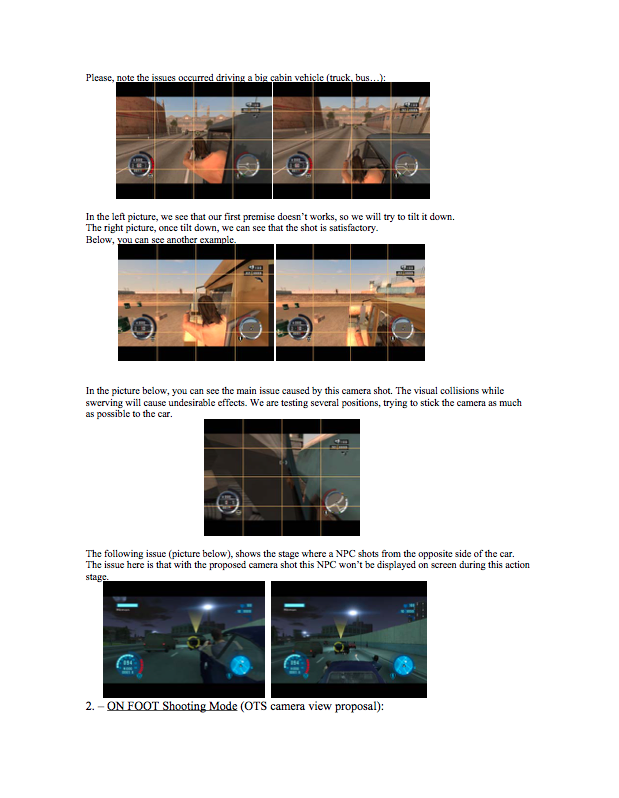 Please, note the issues occurred driving a big cabin vehicle (truck, bus…):
In the left picture, we see that our first premise doesn’t works, so we will try to tilt it down.
The right picture, once tilt down, we can see that the shot is satisfactory.
Below, you can see another example.
In the picture below, you can see the main issue caused by this camera shot. The visual collisions while
swerving will cause undesirable effects. We are testing several positions, trying to stick the camera as much
as possible to the car.
The following issue (picture below), shows the stage where a NPC shots from the opposite side of the car.
The issue here is that with the proposed camera shot this NPC won’t be displayed on screen during this action
stage.
2. – ON FOOT Shooting Mode (OTS camera view proposal):